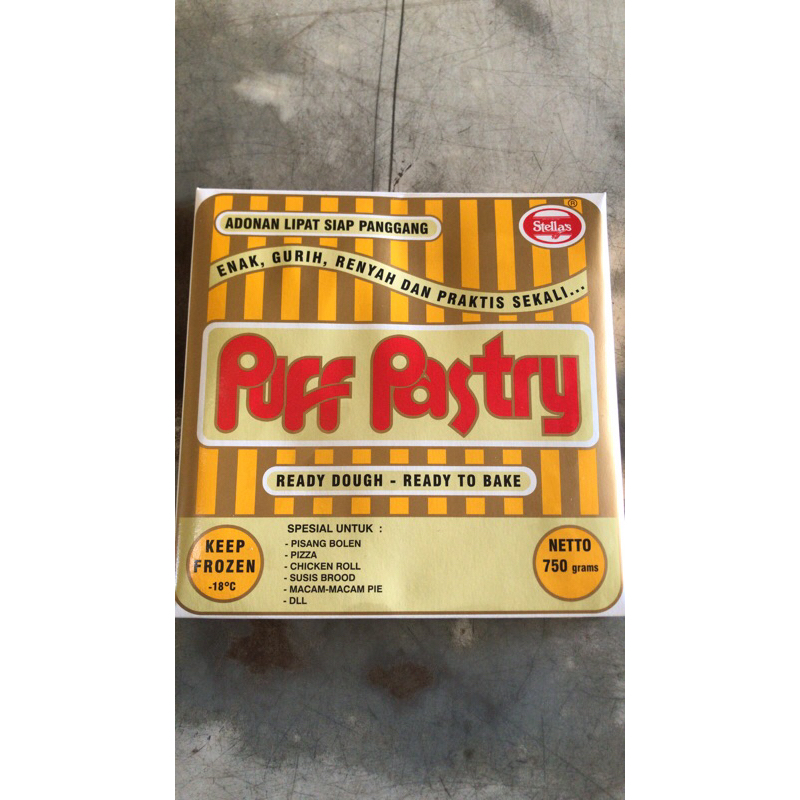 ADONAN LIPAT SIAP PANGGANG
Stella's
®
ENAK, GURIH, RENYAH DAN PRAKTIS SEKALI...
Puff Pastry
READY DOUGH - READY TO BAKE
KEEP
FROZEN
-18°C
SPESIAL UNTUK :
- PISANG BOLEN
- PIZZA
- CHICKEN ROLL
- SUSIS BROOD
- MACAM-MACAM PIE
- DLL
NETTO
750 grams